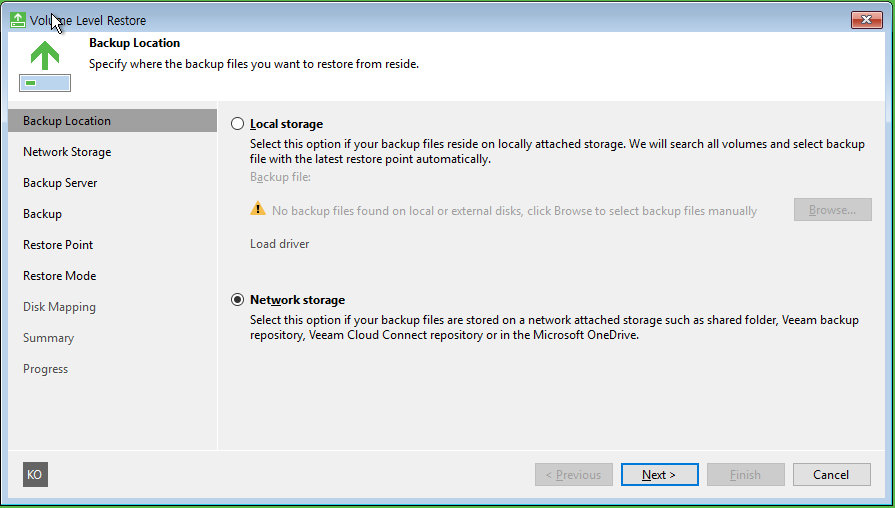 Volume Level Restore
Backup Location
Specify where the backup files you want to restore from reside.
Backup Location
Network Storage
Backup Server
Backup
Restore Point
Restore Mode
Disk Mapping
Summary
Progress
Local storage
Select this option if your backup files reside on locally attached storage. We will search all volumes and select backup
file with the latest restore point automatically.
Backup file:
No backup files found on local or external disks, click Browse to select backup files manually
Browse...
Load driver
Network storage
Select this option if your backup files are stored on a network attached storage such as shared folder, Veeam backup
repository, Veeam Cloud Connect repository or in the Microsoft OneDrive.
KO
< Previous
Next >
Finish
Cancel